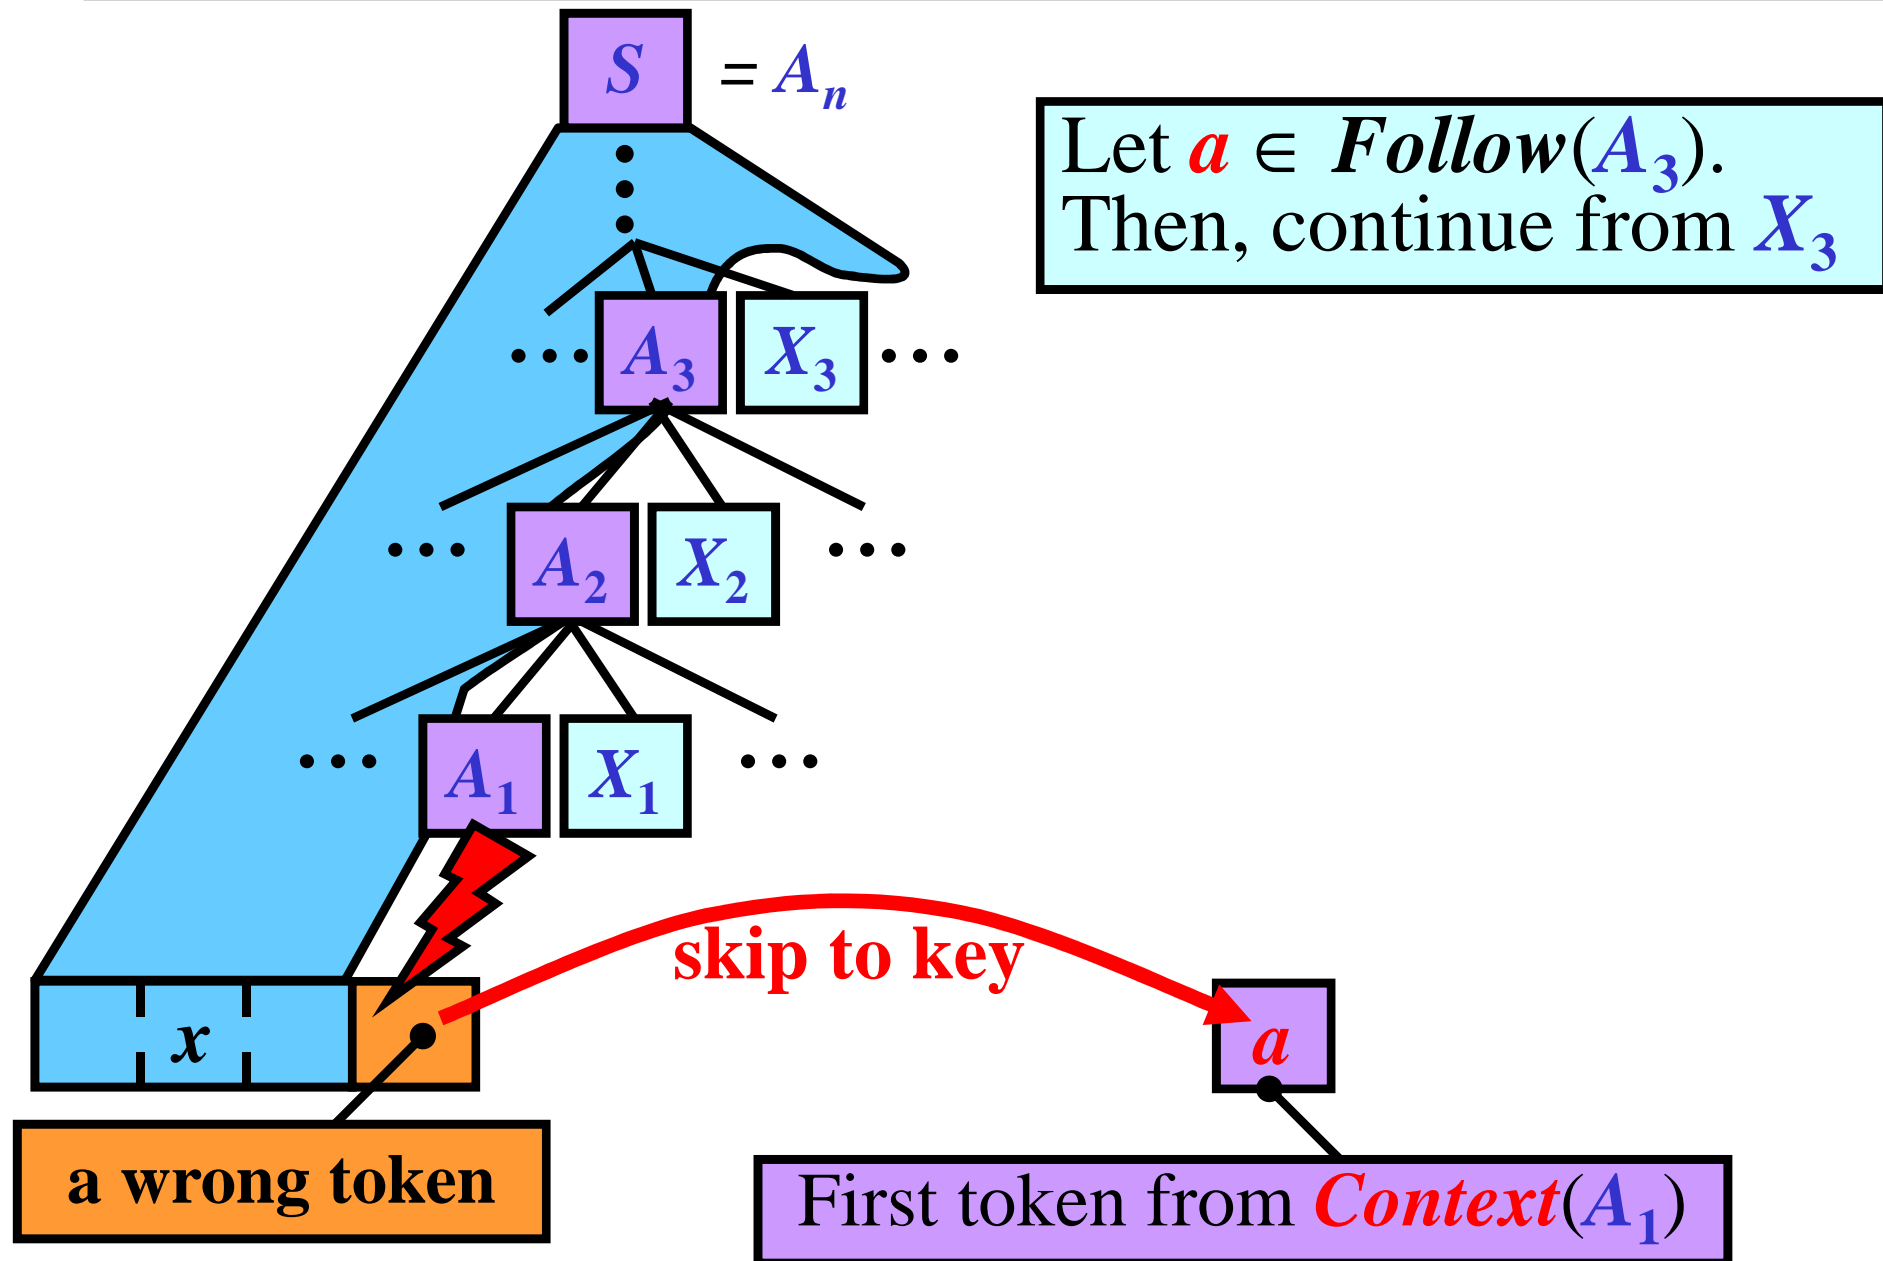 S = Aₙ
Let a ∈ Follow(A₃).
Then, continue from X₃
••• A₃ X₃ •••
••• A₂ X₂ •••
••• A₁ X₁ •••
skip to key
x
a
a wrong token
First token from Context(A₁)